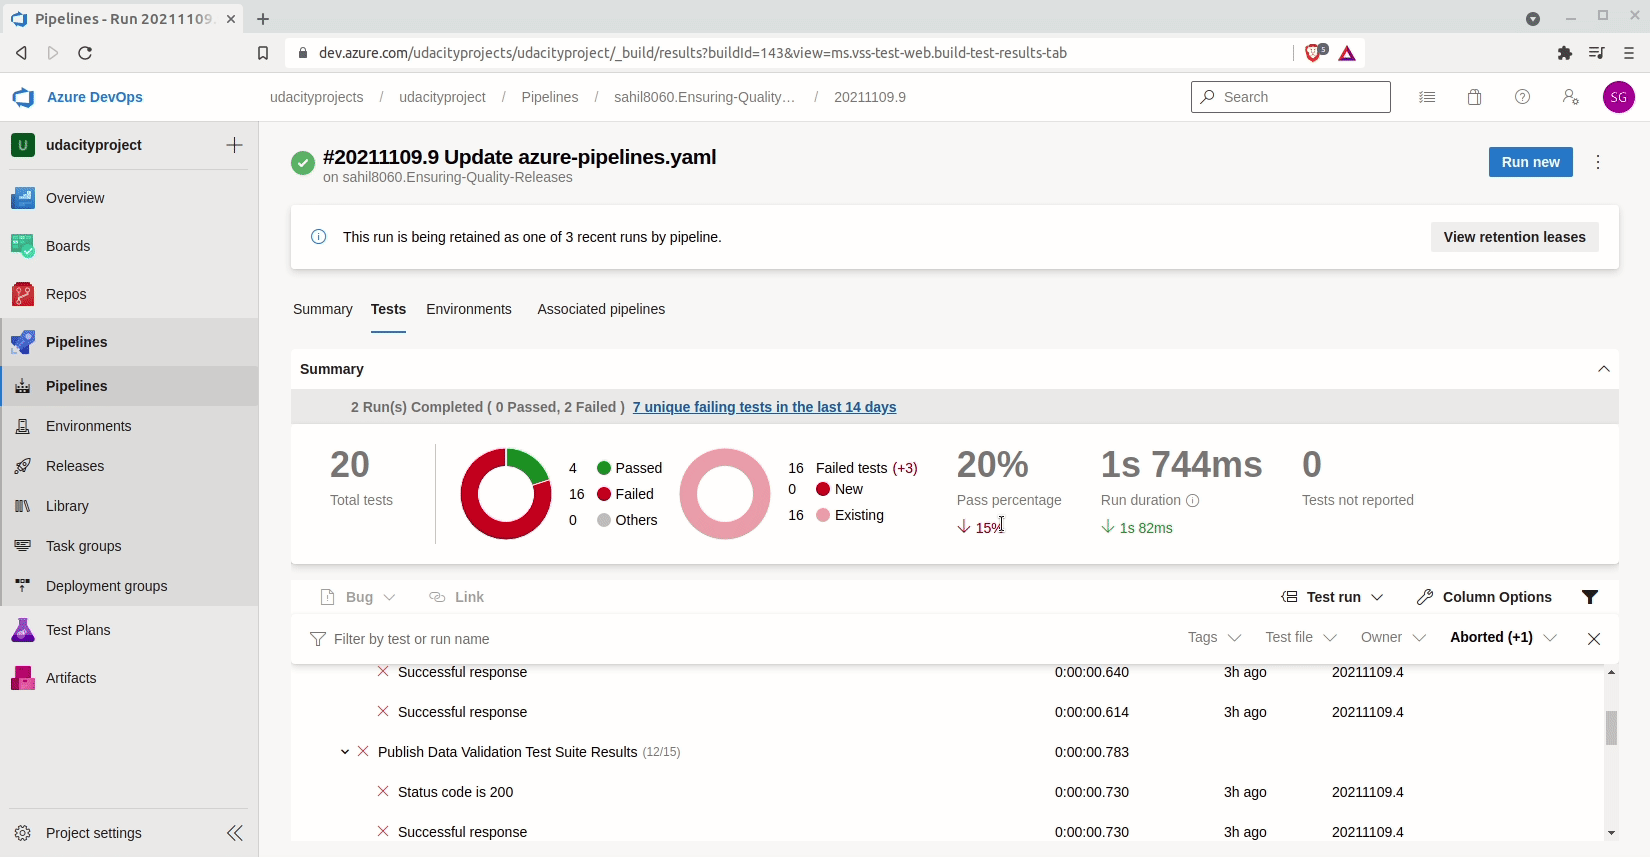 Pipelines - Run 20211109.
dev.azure.com/udacityprojects/udacityproject/_build/results?buildId=143&view=ms.vss-test-web.build-test-results-tab
5
Azure DevOps
udacityprojects / udacityproject / Pipelines / sahil8060.Ensuring-Quality... / 20211109.9
Search
SG
U udacityproject
Overview
Boards
Repos
Pipelines
Pipelines
Environments
Releases
Library
Task groups
Deployment groups
Test Plans
Artifacts
Project settings
#20211109.9 Update azure-pipelines.yaml
on sahil8060.Ensuring-Quality-Releases
Run new
This run is being retained as one of 3 recent runs by pipeline.
View retention leases
Summary Tests Environments Associated pipelines
Summary
2 Run(s) Completed ( 0 Passed, 2 Failed ) 7 unique failing tests in the last 14 days
20
Total tests
4 Passed
16 Failed
0 Others
16 Failed tests (+3)
0 New
16 Existing
20%
Pass percentage
15%
1s 744ms
Run duration
1s 82ms
0
Tests not reported
Bug Link Test run Column Options
Filter by test or run name Tags Test file Owner Aborted (+1)
Successful response 0:00:00.640 3h ago 20211109.4
Successful response 0:00:00.614 3h ago 20211109.4
Publish Data Validation Test Suite Results (12/15) 0:00:00.783
Status code is 200 0:00:00.730 3h ago 20211109.4
Successful response 0:00:00.730 3h ago 20211109.4